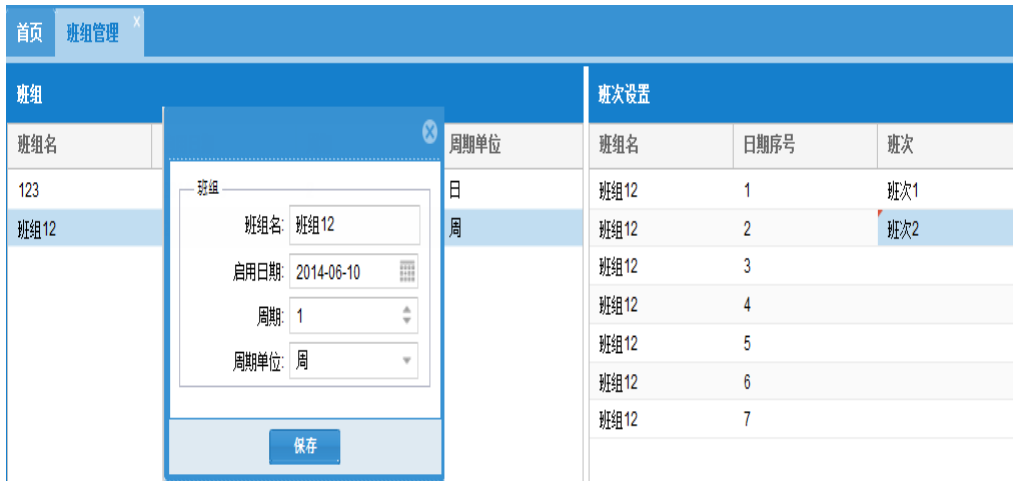 首页 班组管理
班组 班次设置
班组名 周期单位 班组名 日期序号 班次
123 日 班组12 1 班次1
班组12 周 班组12 2 班次2
班组12 3
班组12 4
班组12 5
班组12 6
班组12 7
班组
班组名: 班组12
启用日期: 2014-06-10
周期: 1
周期单位: 周
保存